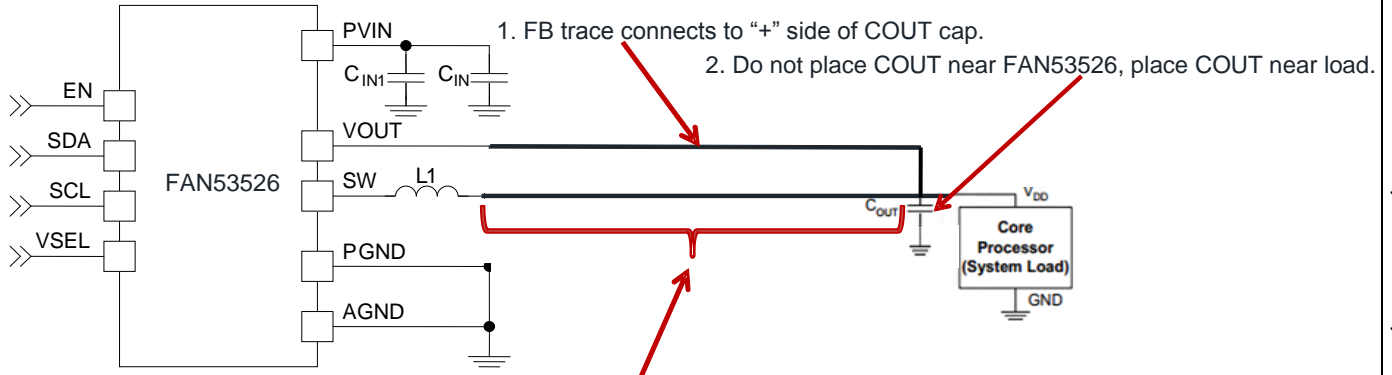 PVIN
1. FB trace connects to “+” side of COUT cap.
2. Do not place COUT near FAN53526, place COUT near load.
CIN1
CIN
EN
VOUT
SDA
FAN53526
SW
L1
SCL
COUT
VDD
VSEL
Core
Processor
(System Load)
PGND
GND
AGND